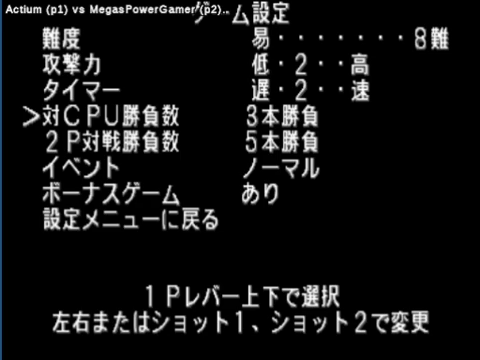 Actium (p1) vs MegasPowerGamer (p2)...
ゲーム設定
難度 易・・・・・・・8難
攻撃力 低・2・・高
タイマー 遅・2・・速
>対CPU勝負数 3本勝負
2P対戦勝負数 5本勝負
イベント ノーマル
ボーナスゲーム あり
設定メニューに戻る
1Pレバー上下で選択
左右またはショット1、ショット2で変更